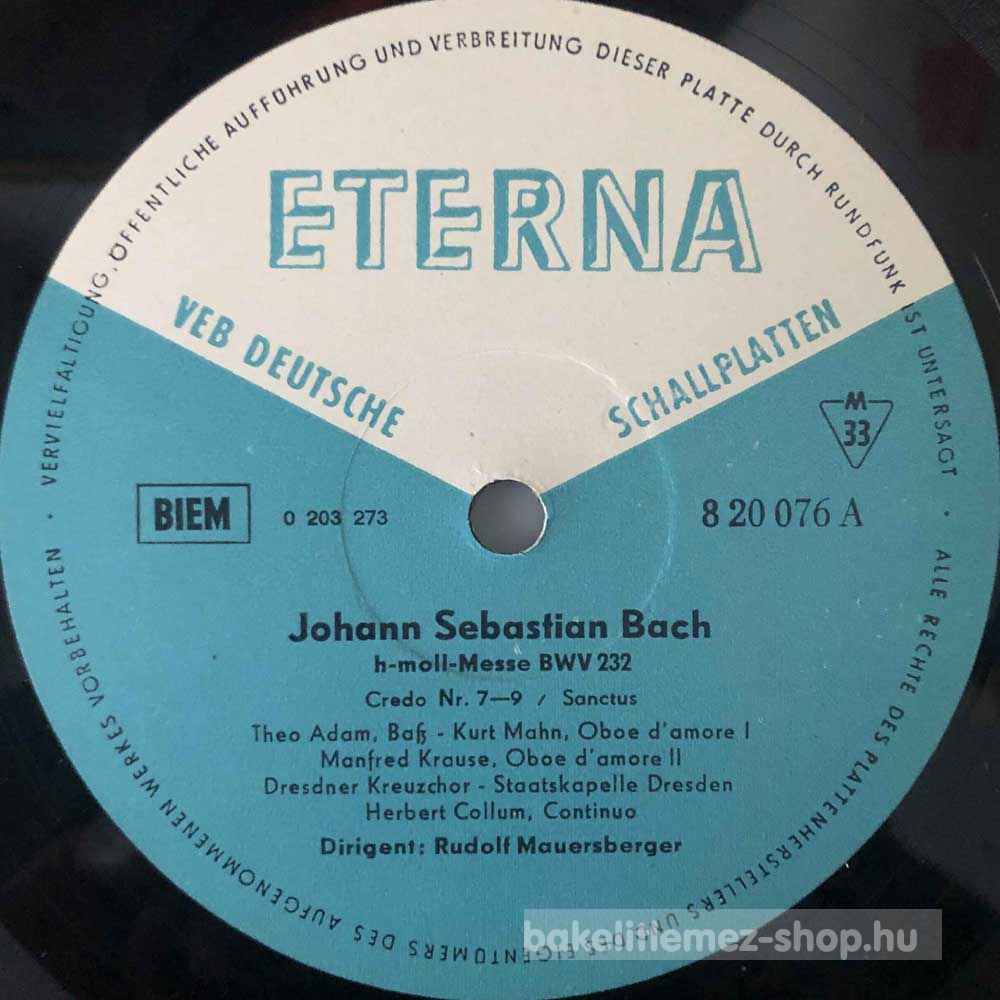 ALLE RECHTE DES PLATTENHERSTELLERS UND DES EIGENTÜMERS DES AUFGENOMMENEN WERKES VORBEHALTEN · VERVIELFÄLTIGUNG, ÖFFENTLICHE AUFFÜHRUNG UND VERBREITUNG DIESER PLATTE DURCH RUNDFUNK IST UNTERSAGT ·
ETERNA
VEB DEUTSCHE SCHALLPLATTEN
M
33
BIEM 0 203 273 8 20 076 A
Johann Sebastian Bach
h-moll-Messe BWV 232
Credo Nr. 7—9 / Sanctus
Theo Adam, Baß - Kurt Mahn, Oboe d'amore I
Manfred Krause, Oboe d'amore II
Dresdner Kreuzchor - Staatskapelle Dresden
Herbert Collum, Continuo
Dirigent: Rudolf Mauersberger
bakelitlemez-shop.hu